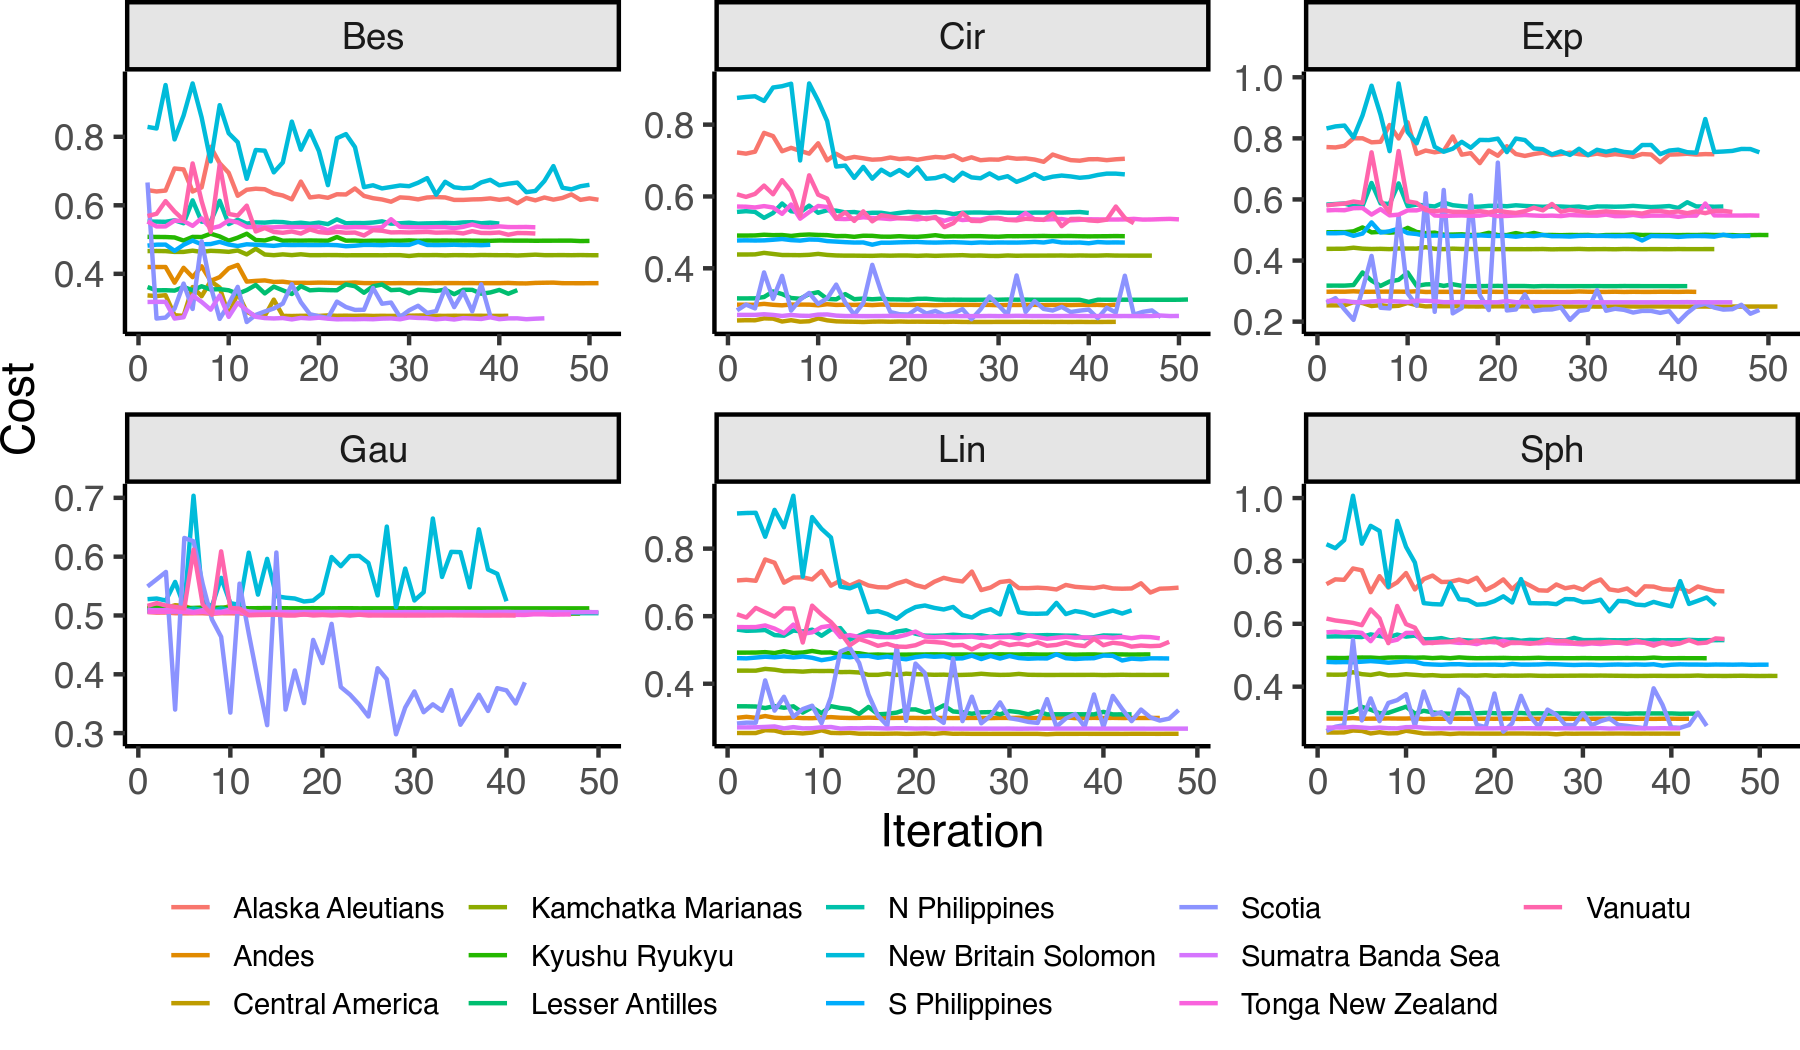 Bes Cir Exp
0.8
0.6
0.4
0 10 20 30 40 50
0.8
0.6
0.4
0 10 20 30 40 50
1.0
0.8
0.6
0.4
0.2
0 10 20 30 40 50
Cost
Gau Lin Sph
0.7
0.6
0.5
0.4
0.3
0 10 20 30 40 50
0.8
0.6
0.4
0 10 20 30 40 50
1.0
0.8
0.6
0.4
0 10 20 30 40 50
Iteration
Alaska Aleutians Kamchatka Marianas N Philippines Scotia Vanuatu
Andes Kyushu Ryukyu New Britain Solomon Sumatra Banda Sea
Central America Lesser Antilles S Philippines Tonga New Zealand